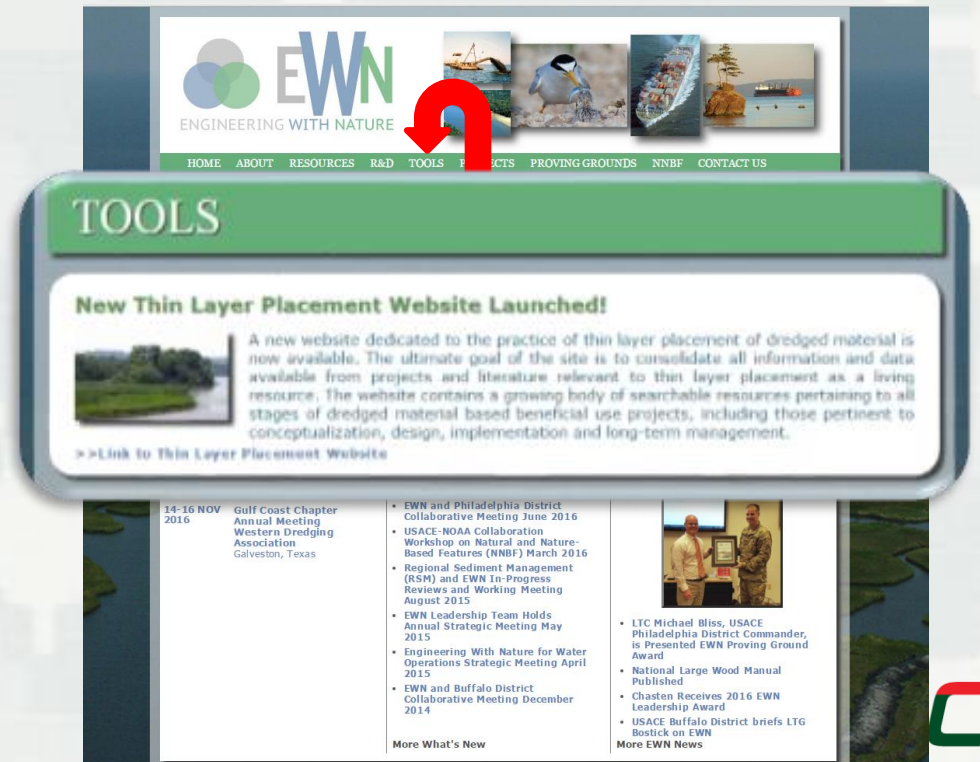 EWN
ENGINEERING WITH NATURE
HOME ABOUT RESOURCES R&D TOOLS PROVING GROUNDS NNBF CONTACT US
TOOLS
New Thin Layer Placement Website Launched!
A new website dedicated to the practice of thin layer placement of dredged material is
now available. The ultimate goal of the site is to consolidate all information and data
available from projects and literature relevant to thin layer placement as a living
resource. The website contains a growing body of searchable resources pertaining to all
stages of dredged material based beneficial use projects, including those pertinent to
conceptualization, design, implementation and long-term management.
>>Link to Thin Layer Placement Website
14-16 NOV
2016
Gulf Coast Chapter
Annual Meeting
Western Dredging
Association
Galveston, Texas
• EWN and Philadelphia District
Collaborative Meeting June 2016
• USACE-NOAA Collaboration
Workshop on Natural and Nature-
Based Features (NNBF) March 2016
• Regional Sediment Management
(RSM) and EWN In-Progress
Reviews and Working Meeting
August 2015
• EWN Leadership Team Holds
Annual Strategic Meeting May
2015
• Engineering With Nature for Water
Operations Strategic Meeting April
2015
• EWN and Buffalo District
Collaborative Meeting December
2014
More What's New
• LTC Michael Bliss, USACE
Philadelphia District Commander,
is Presented EWN Proving Ground
Award
• National Large Wood Manual
Published
• Chasten Receives 2016 EWN
Leadership Award
• USACE Buffalo District briefs LTG
Bostick on EWN
More EWN News